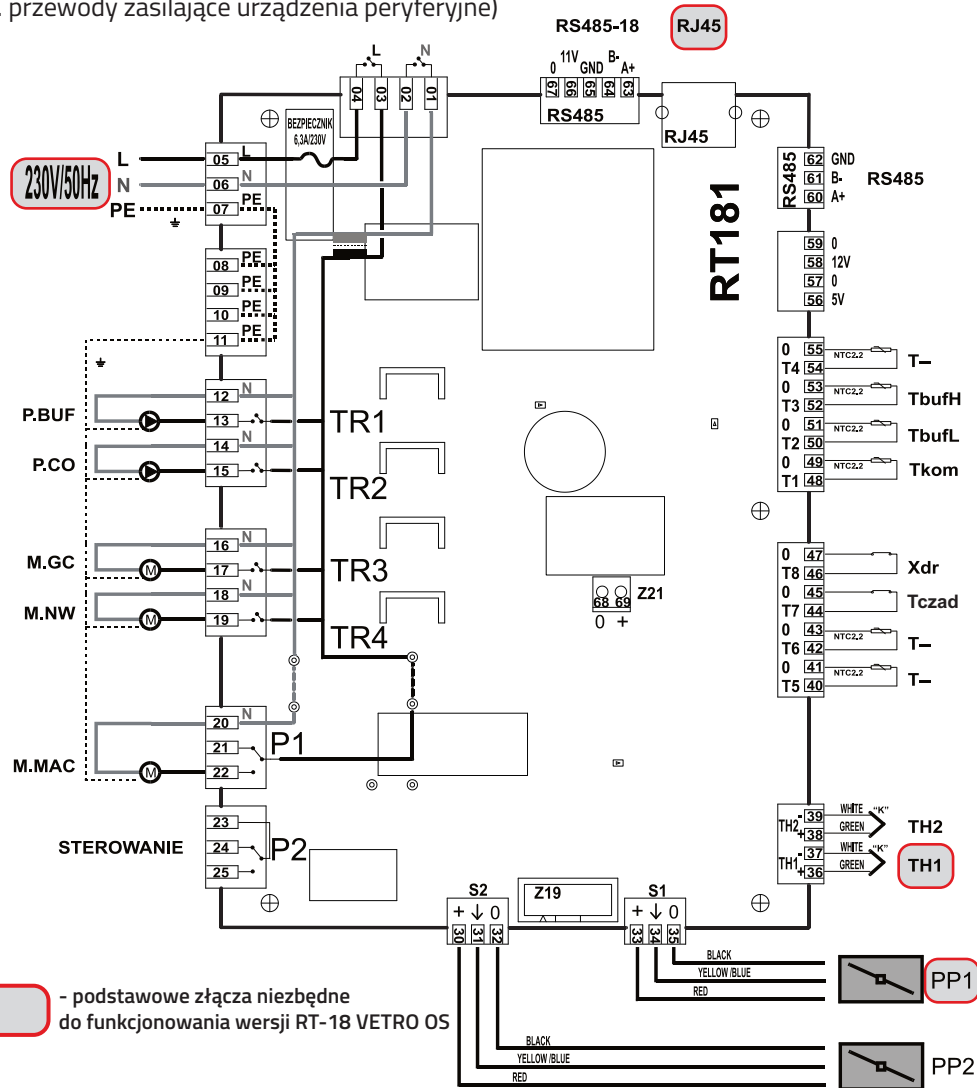 przewody zasilające urządzenia peryferyjne)
RS485-18 RJ45
L N
0 11V GND B- A+
04 03 02 01
67 66 65 64 63
RS485
RJ45
BEZPIECZNIK
6,3A/230V
230V/50Hz
L 05 L
N 06 N
PE 07 PE
08 PE
09 PE
10 PE
11
RT181
RS485
62 GND
61 B-
60 A+
RS485
59 0
58 12V
57 0
56 5V
0 55 NTC2.2
T4 54 T–
0 53 NTC2.2
T3 52 TbufH
0 51 NTC2.2
T2 50 TbufL
0 49 NTC2.2
T1 48 Tkom
12 N
P.BUF 13 TR1
14 N
P.CO 15 TR2
16 N
M.GC 17 TR3
18 N
M.NW 19 TR4
0 47
T8 46 Xdr
0 45
T7 44 Tczad
0 43 NTC2.2
T6 42 T–
0 41 NTC2.2
T5 40 T–
68 69 Z21
0 +
20 N
21 P1
M.MAC 22
23
STEROWANIE 24 P2
25
TH2 - 39 WHITE "K"
+ 38 GREEN TH2
TH1 - 37 WHITE "K"
+ 36 GREEN TH1
S2 Z19 S1
+ ↓ 0 + ↓ 0
30 31 32 33 34 35
BLACK
YELLOW /BLUE
RED
PP1
- podstawowe złącza niezbędne
do funkcjonowania wersji RT-18 VETRO OS
BLACK
YELLOW /BLUE
RED
PP2